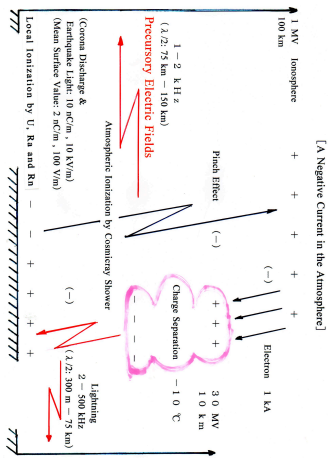 [A Negative Current in the Atmosphere]
1 MV Ionosphere
100 km
+ + + + +
(−)
Electron 1 kA
1−2 kHz
(λ/2: 75 km − 150 km)
Precursory Electric Fields
Pinch Effect
(−)
30 MV
10 km
+ + + +
Charge Separation
−10 ℃
− − − −
Atmospheric Ionization by Cosmicray Shower
(−)
Lightning
2 − 500 kHz
(λ/2: 300 m − 75 km)
(Corona Discharge &
Earthquake Light: 10 nC/m, 10 kV/m)
(Mean Surface Value: 2 nC/m, 100 V/m)
Local Ionization by U, Ra and Rn
− − + + + + +